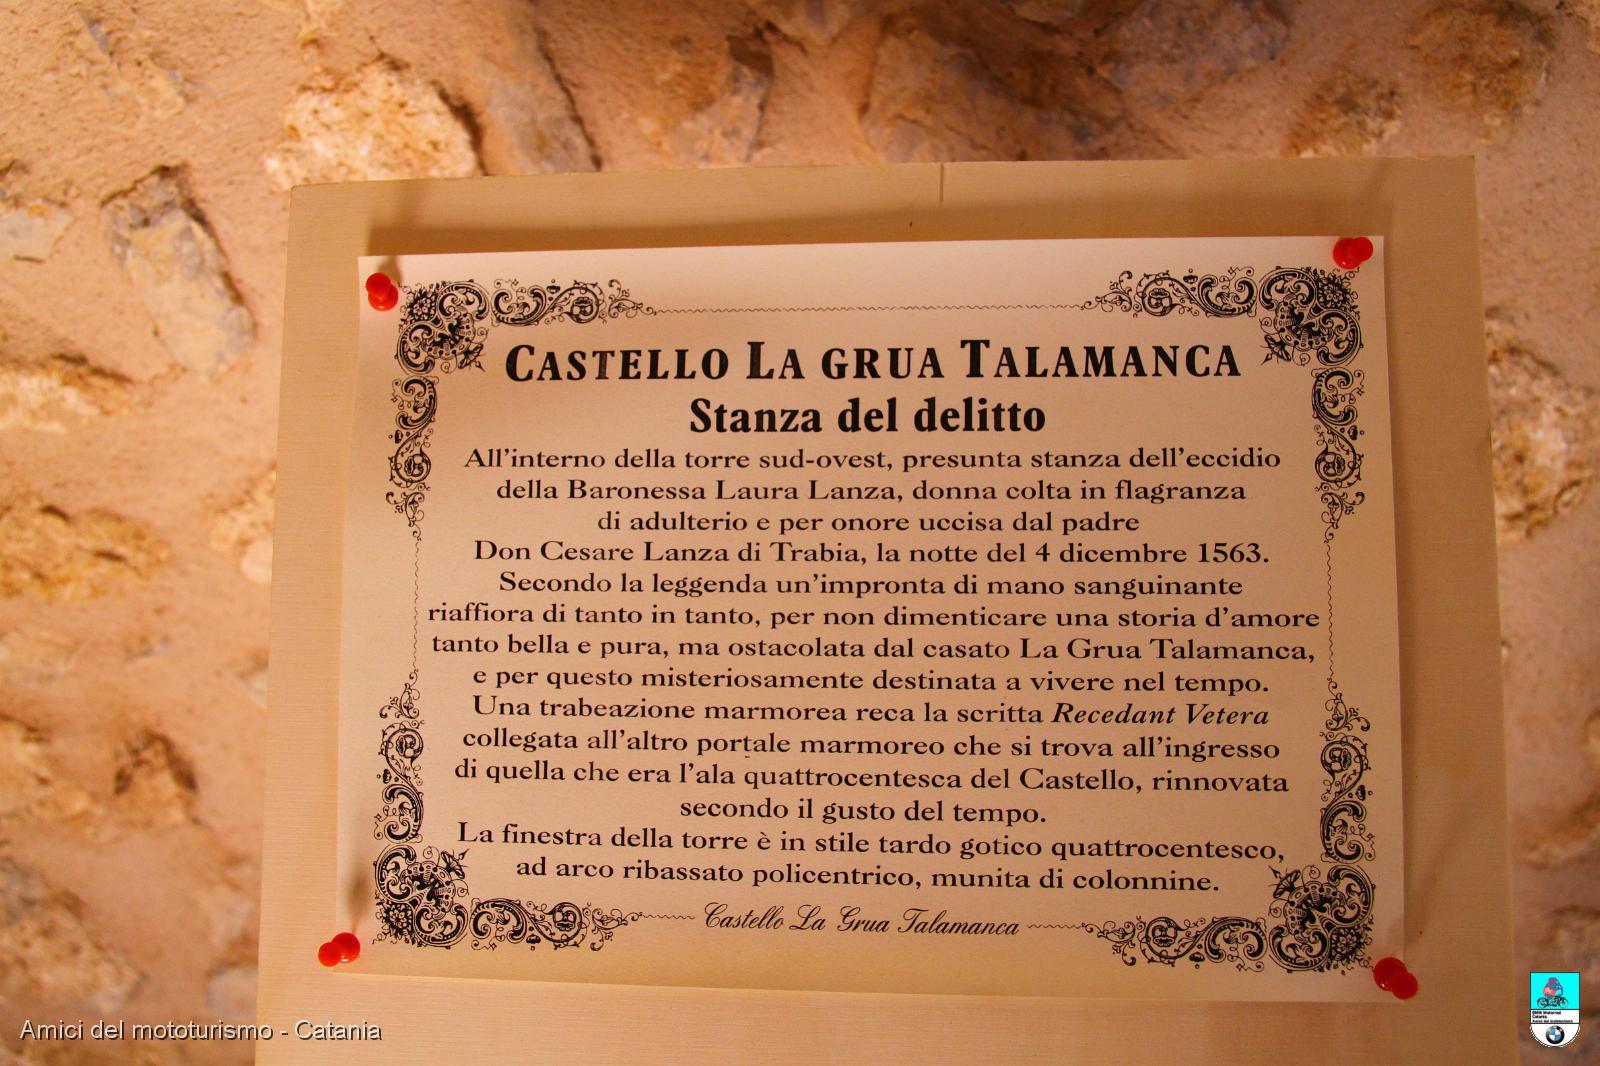 CASTELLO LA GRUA TALAMANCA
Stanza del delitto
All'interno della torre sud-ovest, presunta stanza dell'eccidio
della Baronessa Laura Lanza, donna colta in flagranza
di adulterio e per onore uccisa dal padre
Don Cesare Lanza di Trabia, la notte del 4 dicembre 1563.
Secondo la leggenda un'impronta di mano sanguinante
riaffiora di tanto in tanto, per non dimenticare una storia d'amore
tanto bella e pura, ma ostacolata dal casato La Grua Talamanca,
e per questo misteriosamente destinata a vivere nel tempo.
Una trabeazione marmorea reca la scritta Recedant Vetera
collegata all'altro portale marmoreo che si trova all'ingresso
di quella che era l'ala quattrocentesca del Castello, rinnovata
secondo il gusto del tempo.
La finestra della torre è in stile tardo gotico quattrocentesco,
ad arco ribassato policentrico, munita di colonnine.
Castello La Grua Talamanca
Amici del mototurismo - Catania
BMW Motorrad
Catania
Amici del mototurismo